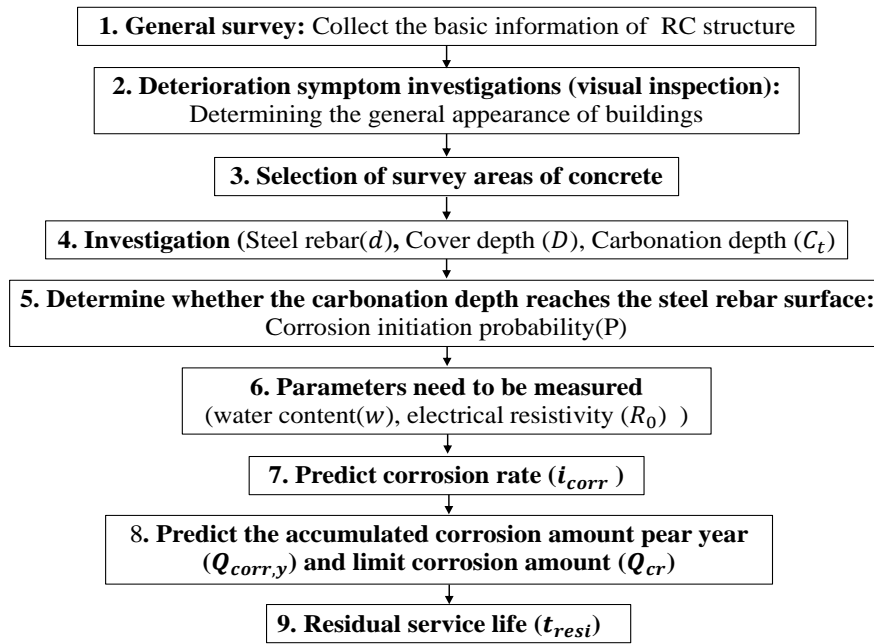 1. General survey: Collect the basic information of RC structure
2. Deterioration symptom investigations (visual inspection):
Determining the general appearance of buildings
3. Selection of survey areas of concrete
4. Investigation (Steel rebar(d), Cover depth (D), Carbonation depth (C_t)
5. Determine whether the carbonation depth reaches the steel rebar surface:
Corrosion initiation probability(P)
6. Parameters need to be measured
(water content(w), electrical resistivity (R_0) )
7. Predict corrosion rate (i_corr )
8. Predict the accumulated corrosion amount pear year
(Q_corr,y) and limit corrosion amount (Q_cr)
9. Residual service life (t_resi)